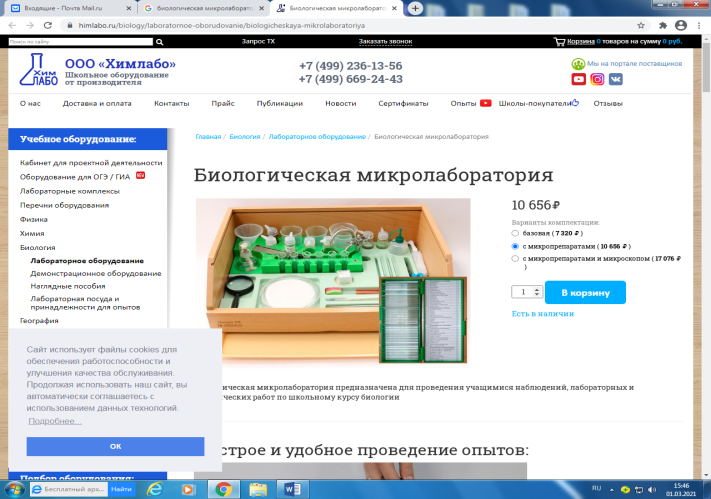 Входящие - Почта Mail.ru
биологическая микролаборато
Биологическая микролаборато
himlabo.ru/biology/laboratornoe-oborudovanie/biologicheskaya-mikrolaboratoriya
Поиск по сайту
Запрос ТХ
Заказать звонок
Корзина 0 товаров на сумму 0 руб.
Хим ЛАБО
ООО «Химлабо»
Школьное оборудование
от производителя
+7 (499) 236-13-56
+7 (499) 669-24-43
Мы на портале поставщиков
О нас Доставка и оплата Контакты Прайс Публикации Новости Сертификаты Опыты Школы-покупатели Отзывы
Учебное оборудование:
Кабинет для проектной деятельности
Оборудование для ОГЭ / ГИА
Лабораторные комплексы
Перечни оборудования
Физика
Химия
Биология
Лабораторное оборудование
Демонстрационное оборудование
Наглядные пособия
Лабораторная посуда и
принадлежности для опытов
География
Главная / Биология / Лабораторное оборудование / Биологическая микролаборатория
Биологическая микролаборатория
10 656 ₽
Варианты комплектации:
базовая ( 7 320 ₽ )
с микропрепаратами ( 10 656 ₽ )
с микропрепаратами и микроскопом ( 17 076 ₽
)
1
В корзину
Есть в наличии
ическая микролаборатория предназначена для проведения учащимися наблюдений, лабораторных и
ических работ по школьному курсу биологии
строе и удобное проведение опытов:
Сайт использует файлы cookies для
обеспечения работоспособности и
улучшения качества обслуживания.
Продолжая использовать наш сайт, вы
автоматически соглашаетесь с
использованием данных технологий.
Подробнее...
ОК
Подбор оборудования:
Бесплатный ара...
Найти
RU
15:46
01.03.2021